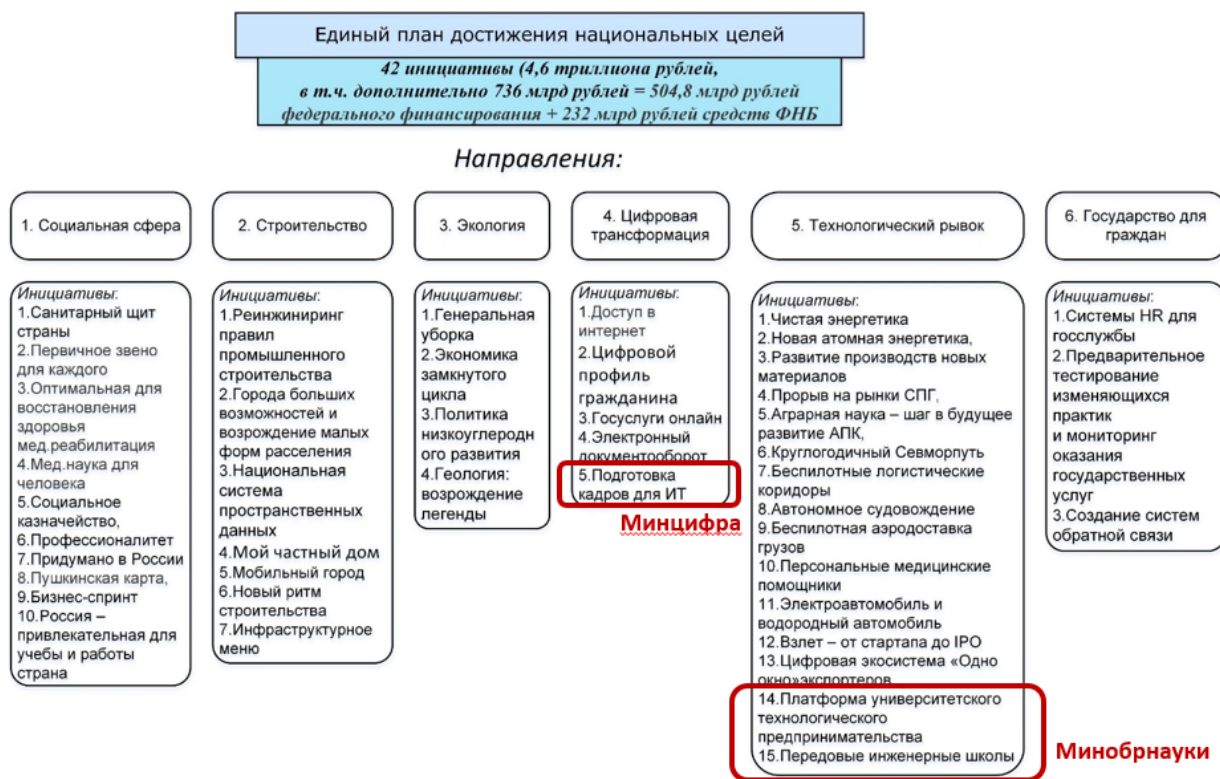 Единый план достижения национальных целей
42 инициативы (4,6 триллиона рублей,
в т.ч. дополнительно 736 млрд рублей = 504,8 млрд рублей
федерального финансирования + 232 млрд рублей средств ФНБ
Направления:
1. Социальная сфера
2. Строительство
3. Экология
4. Цифровая
трансформация
5. Технологический рывок
6. Государство для
граждан
Инициативы:
1.Санитарный щит
страны
2.Первичное звено
для каждого
3.Оптимальная для
восстановления
здоровья
мед.реабилитация
4.Мед.наука для
человека
5.Социальное
казначейство,
6.Профессионалитет
7.Придумано в России
8.Пушкинская карта,
9.Бизнес-спринт
10.Россия –
привлекательная для
учебы и работы
страна
Инициативы:
1.Реинжиниринг
правил
промышленного
строительства
2.Города больших
возможностей и
возрождение малых
форм расселения
3.Национальная
система
пространственных
данных
4.Мой частный дом
5.Мобильный город
6.Новый ритм
строительства
7.Инфраструктурное
меню
Инициативы:
1.Генеральная
уборка
2.Экономика
замкнутого
цикла
3.Политика
низкоуглеродн
ого развития
4.Геология:
возрождение
легенды
Инициативы:
1.Доступ в
интернет
2.Цифровой
профиль
гражданина
3.Госуслуги онлайн
4.Электронный
документооборот
5.Подготовка
кадров для ИТ
Минцифра
Инициативы:
1.Чистая энергетика
2.Новая атомная энергетика,
3.Развитие производств новых
материалов
4.Прорыв на рынки СПГ,
5.Аграрная наука – шаг в будущее
развитие АПК,
6.Круглогодичный Севморпуть
7.Беспилотные логистические
коридоры
8.Автономное судовождение
9.Беспилотная аэродоставка
грузов
10.Персональные медицинские
помощники
11.Электроавтомобиль и
водородный автомобиль
12.Взлет – от стартапа до IPO
13.Цифровая экосистема «Одно
окно»экспортеров
14.Платформа университетского
технологического
предпринимательства
15.Передовые инженерные школы
Минобрнауки
Инициативы:
1.Системы HR для
госслужбы
2.Предварительное
тестирование
изменяющихся
практик
и мониторинг
оказания
государственных
услуг
3.Создание систем
обратной связи